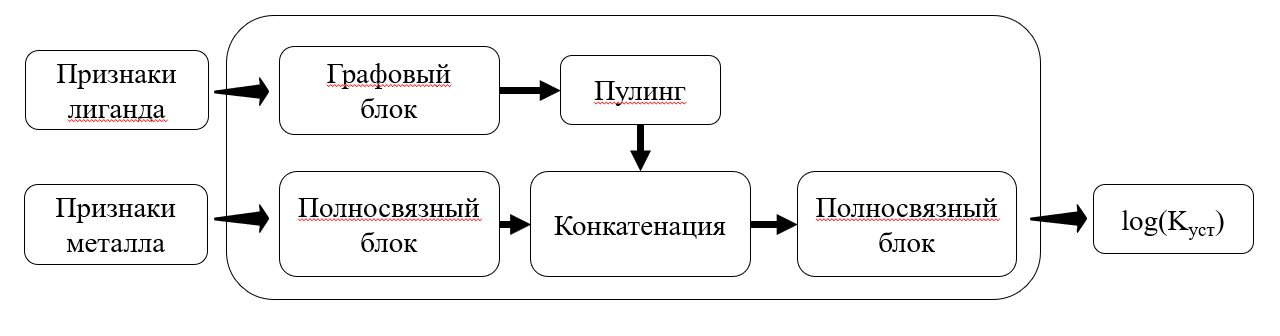 Признаки
лиганда
Графовый
блок
Пулинг
Признаки
металла
Полносвязный
блок
Конкатенация
Полносвязный
блок
log(Kуст)